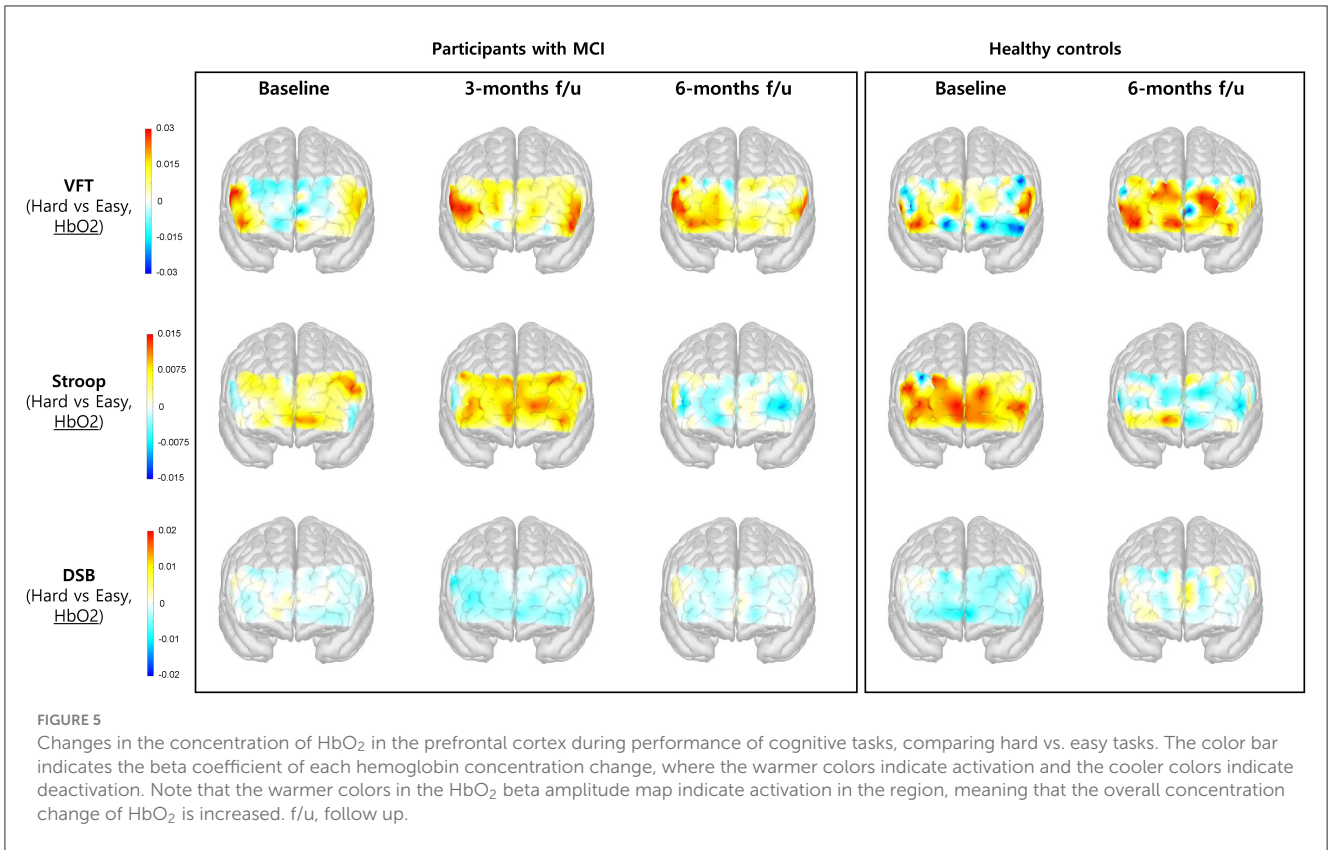 Participants with MCI
Healthy controls
Baseline
3-months f/u
6-months f/u
Baseline
6-months f/u
VFT
(Hard vs Easy,
HbO2)
0.03
0.015
0
-0.015
-0.03
Stroop
(Hard vs Easy,
HbO2)
0.015
0.0075
0
-0.0075
-0.015
DSB
(Hard vs Easy,
HbO2)
0.02
0.01
0
-0.01
-0.02
FIGURE 5
Changes in the concentration of HbO₂ in the prefrontal cortex during performance of cognitive tasks, comparing hard vs. easy tasks. The color bar
indicates the beta coefficient of each hemoglobin concentration change, where the warmer colors indicate activation and the cooler colors indicate
deactivation. Note that the warmer colors in the HbO₂ beta amplitude map indicate activation in the region, meaning that the overall concentration
change of HbO₂ is increased. f/u, follow up.